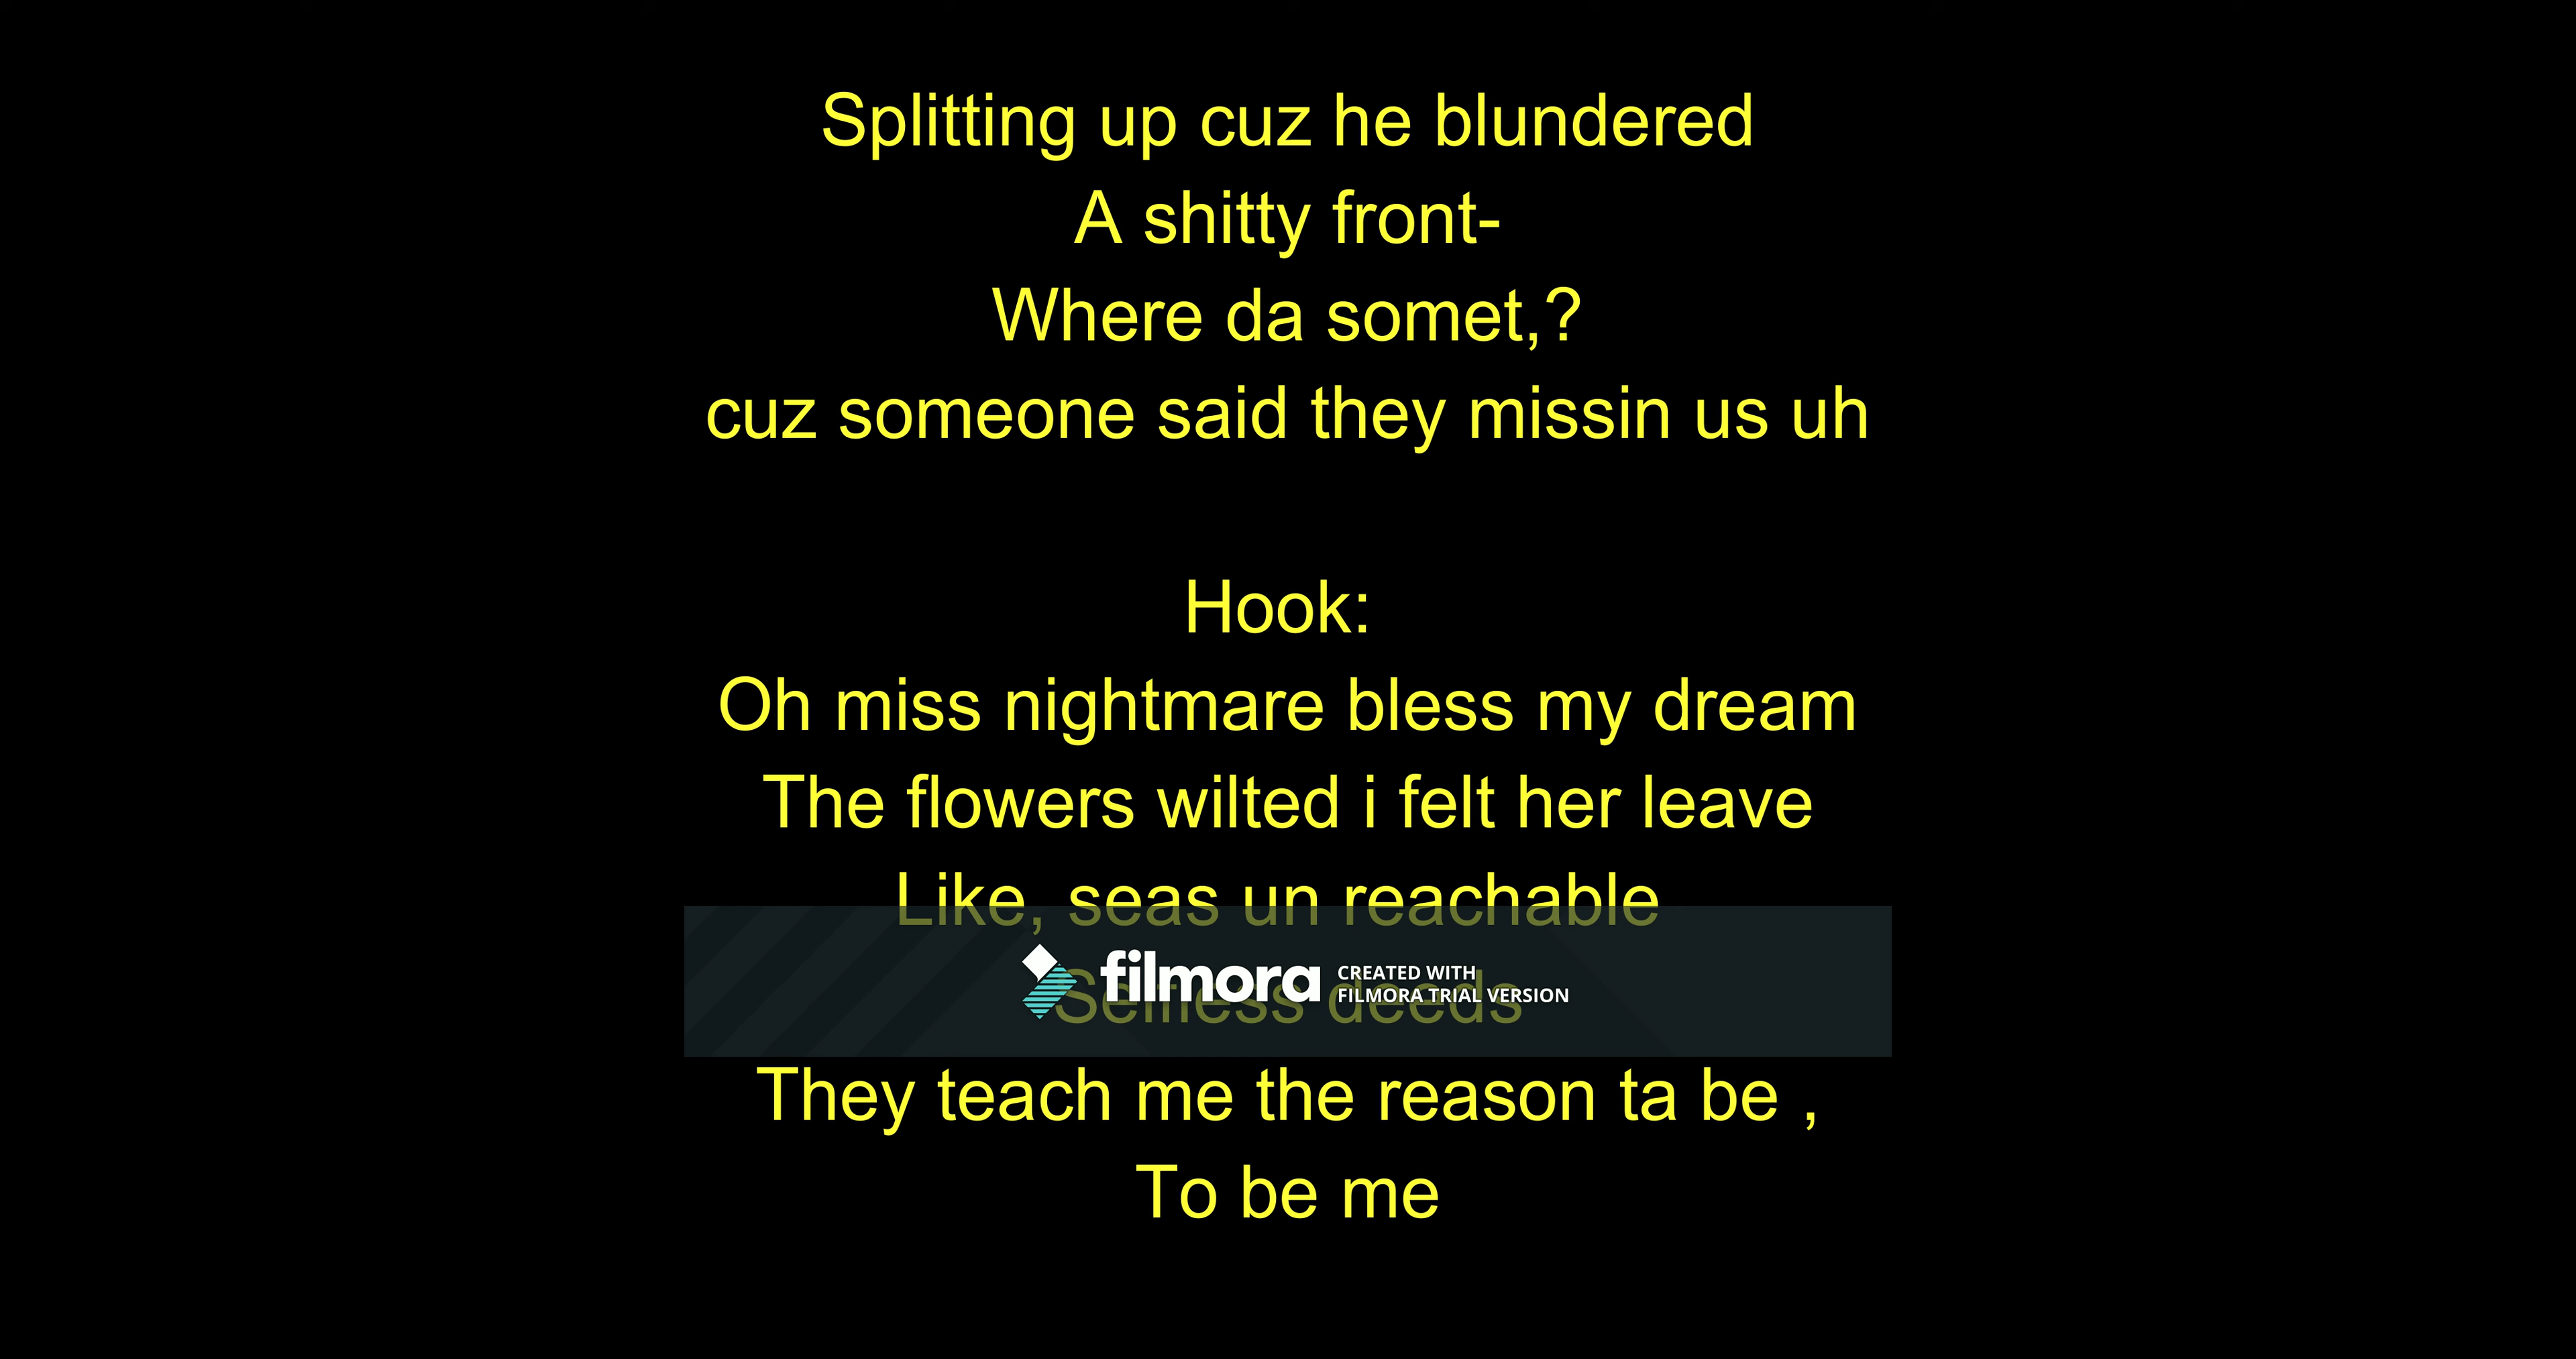 Splitting up cuz he blundered
A shitty front-
Where da somet,?
cuz someone said they missin us uh
Hook:
Oh miss nightmare bless my dream
The flowers wilted i felt her leave
Like, seas un reachable
filmora CREATED WITH
FILMORA TRIAL VERSION
Selfless deeds
They teach me the reason ta be ,
To be me